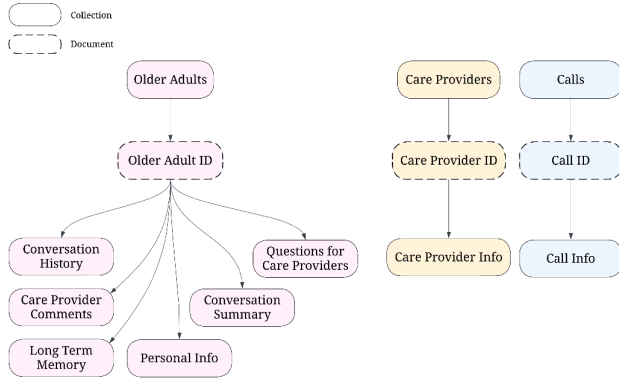 Collection
Document
Older Adults
Care Providers
Calls
Older Adult ID
Care Provider ID
Call ID
Conversation
History
Questions for
Care Providers
Care Provider Info
Call Info
Care Provider
Comments
Conversation
Summary
Long Term
Memory
Personal Info